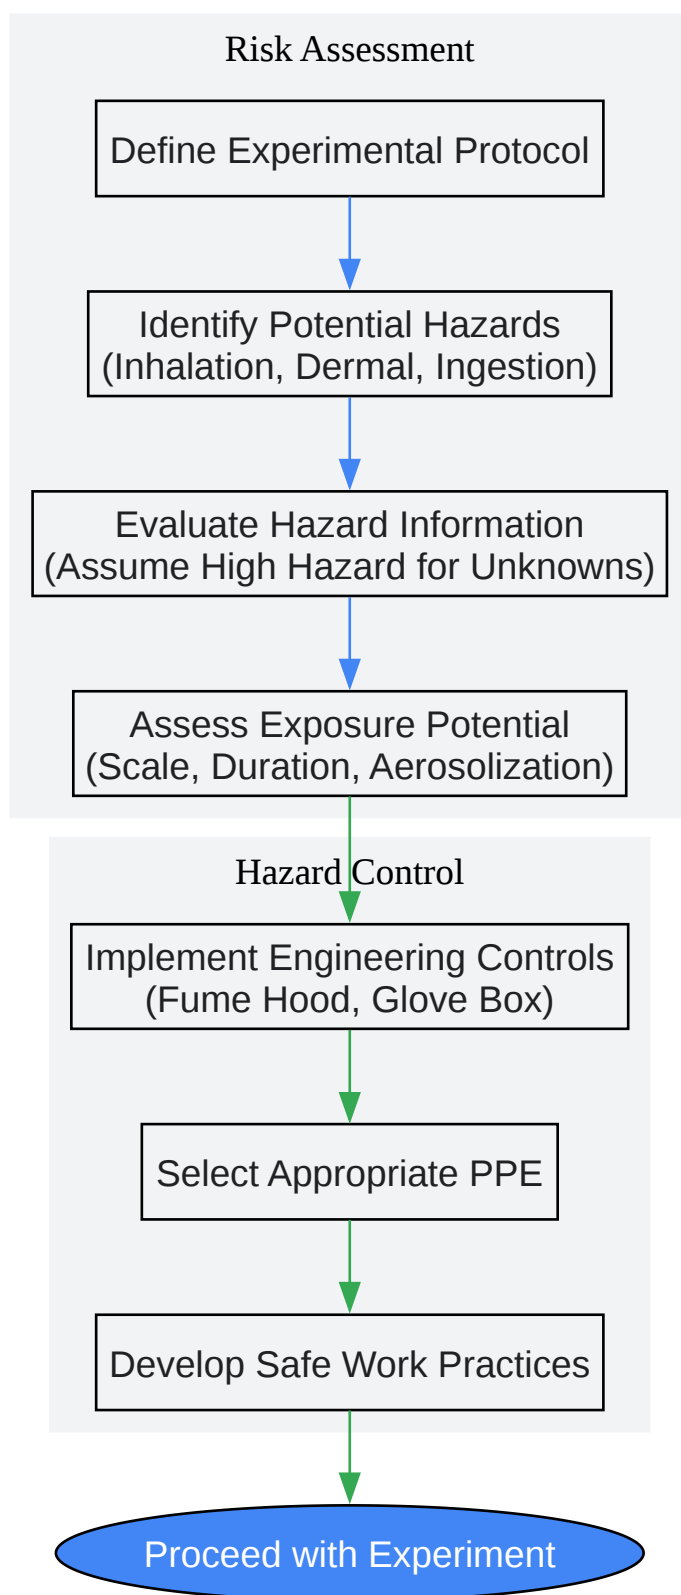 Risk Assessment
Define Experimental Protocol
Identify Potential Hazards
(Inhalation, Dermal, Ingestion)
Evaluate Hazard Information
(Assume High Hazard for Unknowns)
Assess Exposure Potential
(Scale, Duration, Aerosolization)
Hazard Control
Implement Engineering Controls
(Fume Hood, Glove Box)
Select Appropriate PPE
Develop Safe Work Practices
Proceed with Experiment